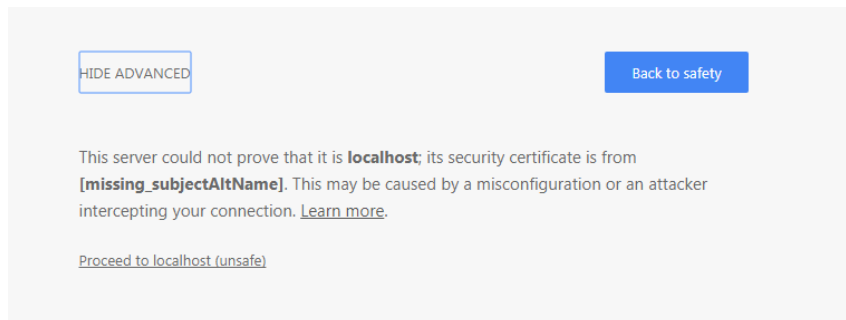 HIDE ADVANCED
Back to safety
This server could not prove that it is localhost; its security certificate is from
[missing_subjectAltName]. This may be caused by a misconfiguration or an attacker
intercepting your connection. Learn more.
Proceed to localhost (unsafe)